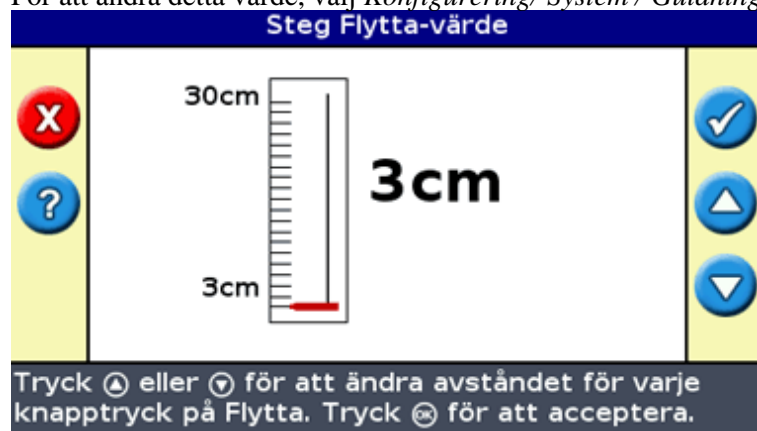 För att ändra detta värde, välj Konfigurering/ System / Guidning
Steg Flytta-värde
30cm
3cm
3cm
Tryck eller för att ändra avståndet för varje
knapptryck på Flytta. Tryck OK för att acceptera.